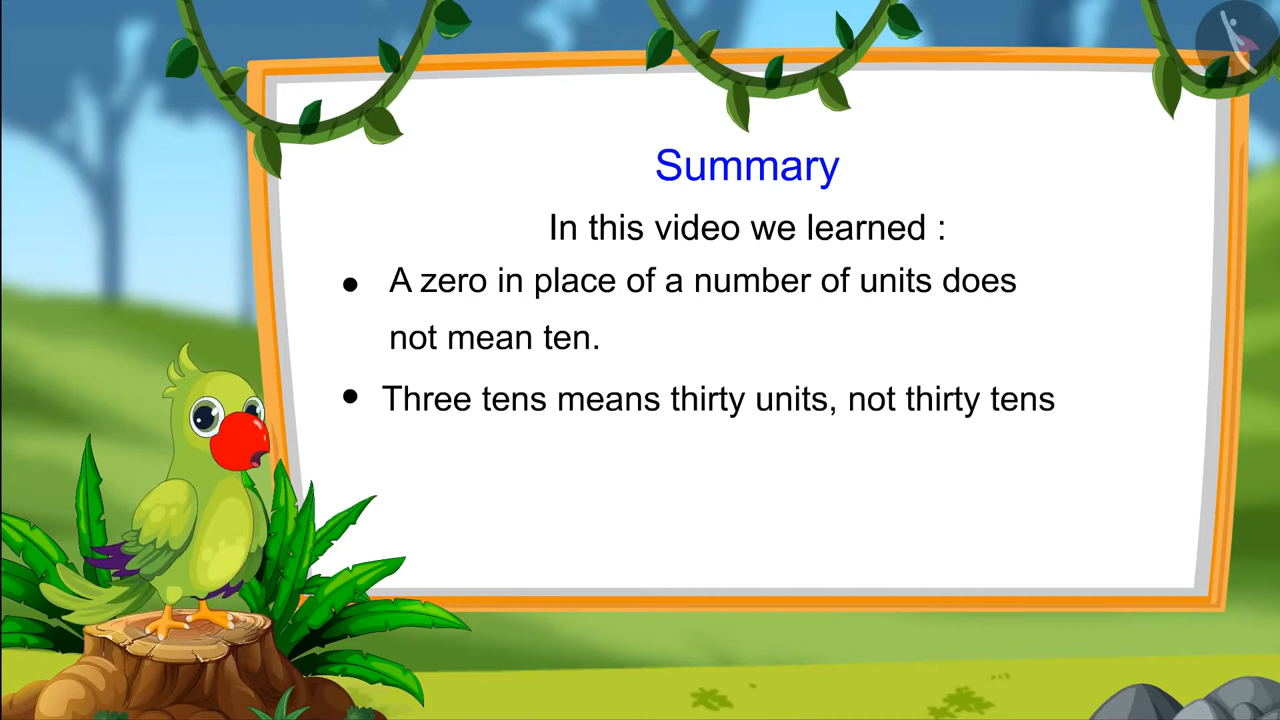 Summary
In this video we learned :
● A zero in place of a number of units does
not mean ten.
● Three tens means thirty units, not thirty tens